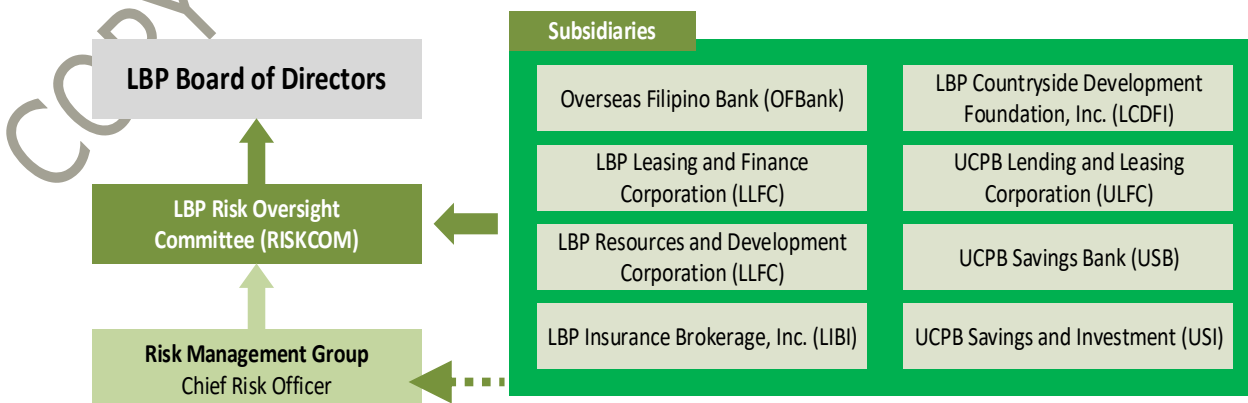 COPY
LBP Board of Directors
LBP Risk Oversight
Committee (RISKCOM)
Risk Management Group
Chief Risk Officer
Subsidiaries
Overseas Filipino Bank (OFBank)
LBP Countryside Development
Foundation, Inc. (LCDFI)
LBP Leasing and Finance
Corporation (LLFC)
UCPB Lending and Leasing
Corporation (ULFC)
LBP Resources and Development
Corporation (LLFC)
UCPB Savings Bank (USB)
LBP Insurance Brokerage, Inc. (LIBI)
UCPB Savings and Investment (USI)